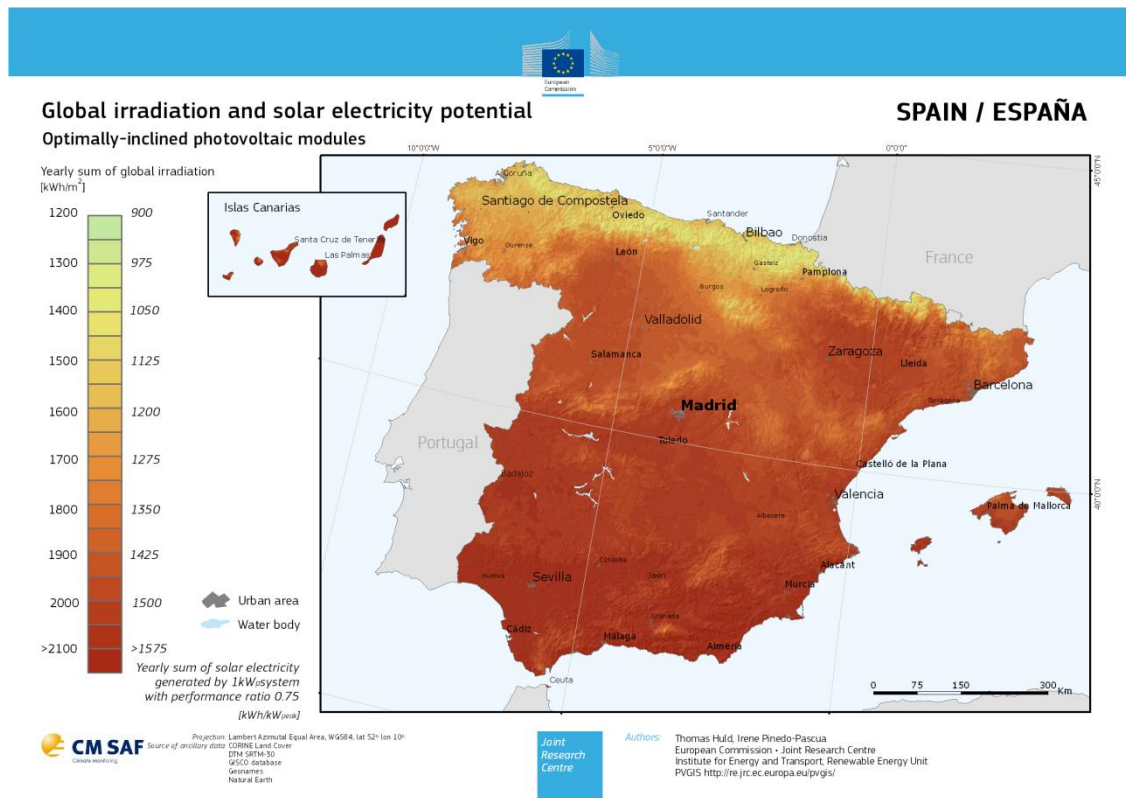 European
Commission
Global irradiation and solar electricity potential
Optimally-inclined photovoltaic modules
SPAIN / ESPAÑA
Yearly sum of global irradiation
[kWh/m²]
1200 900
1300 975
1400 1050
1500 1125
1600 1200
1700 1275
1800 1350
1900 1425
2000 1500
>2100 >1575
Urban area
Water body
Yearly sum of solar electricity
generated by 1kWp system
with performance ratio 0.75
[kWh/kWpeak]
Islas Canarias
Santa Cruz de Tenerife
Las Palmas
10°0'0"W
5°0'0"W
0°0'0"
45°0'0"N
40°0'0"N
A Coruña
Santiago de Compostela
Oviedo
Santander
Bilbao
Donostia
Vigo
Ourense
León
Gasteiz
Pamplona
France
Burgos
Logroño
Valladolid
Zaragoza
Salamanca
Lleida
Barcelona
Tarragona
Madrid
Portugal
Toledo
Castelló de la Plana
Badajoz
Valencia
Palma de Mallorca
Albacete
Alacant
Córdoba
Huelva
Sevilla
Jaén
Murcia
Granada
Cádiz
Málaga
Almería
Ceuta
0 75 150 300 Km
CM SAF
Climate Monitoring
Projection: Lambert Azimutal Equal Area, WGS84, lat 52° lon 10°
Source of ancillary data: CORINE Land Cover
DTM SRTM-30
GISCO database
Geonames
Natural Earth
Joint
Research
Centre
Authors: Thomas Huld, Irene Pinedo-Pascua
European Commission • Joint Research Centre
Institute for Energy and Transport, Renewable Energy Unit
PVGIS http://re.jrc.ec.europa.eu/pvgis/